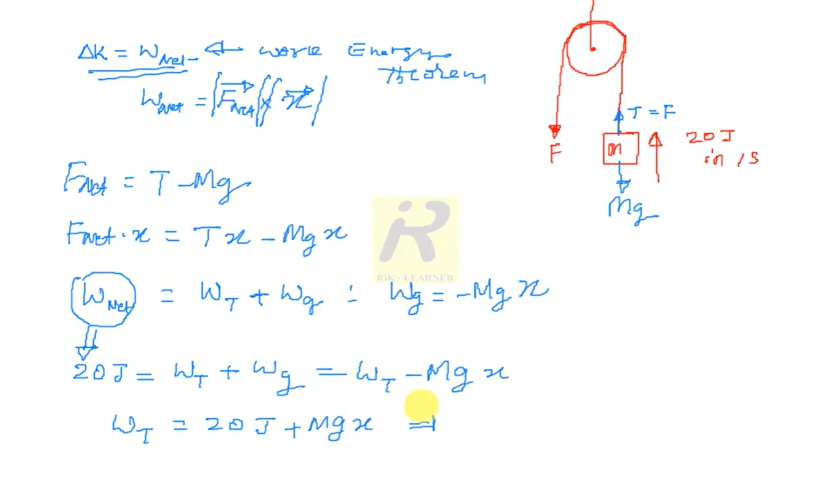 ΔK = W_Net ↔ work Energy
Theorem
W_Net = |F_Net| |x|
T = F
F
m
20J
in 1S
Mg
F_Net = T - Mg
F_Net · x = Tx - Mgx
RiK - LEARNER
W_Net = W_T + W_g : W_g = -Mgx
20J = W_T + W_g = W_T - Mgx
W_T = 20J + Mgx =